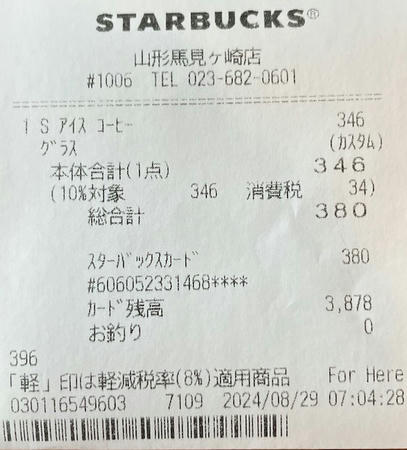 STARBUCKS®
山形馬見ヶ崎店
#1006 TEL 023-682-0601
1 S ｱｲｽ ｺｰﾋｰ 346
ｸﾞﾗｽ (ｶｽﾀﾑ)
本体合計(1点) 346
(10%対象 346 消費税 34)
総合計 380
ｽﾀｰﾊﾞｯｸｽｶｰﾄﾞ 380
#606052331468****
ｶｰﾄﾞ残高 3,878
お釣り 0
396
「軽」印は軽減税率(8%)適用商品 For Here
030116549603 7109 2024/08/29 07:04:28